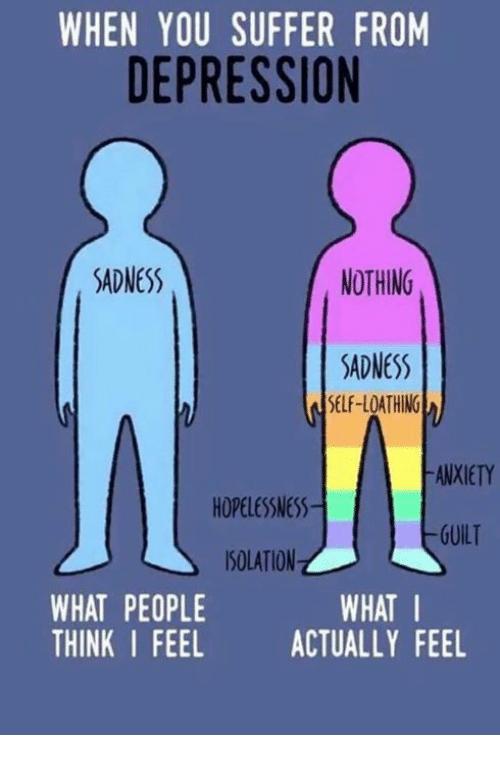 WHEN YOU SUFFER FROM
DEPRESSION
SADNESS
NOTHING
SADNESS
SELF-LOATHING
ANXIETY
HOPELESSNESS
GUILT
ISOLATION
WHAT PEOPLE
THINK I FEEL
WHAT I
ACTUALLY FEEL